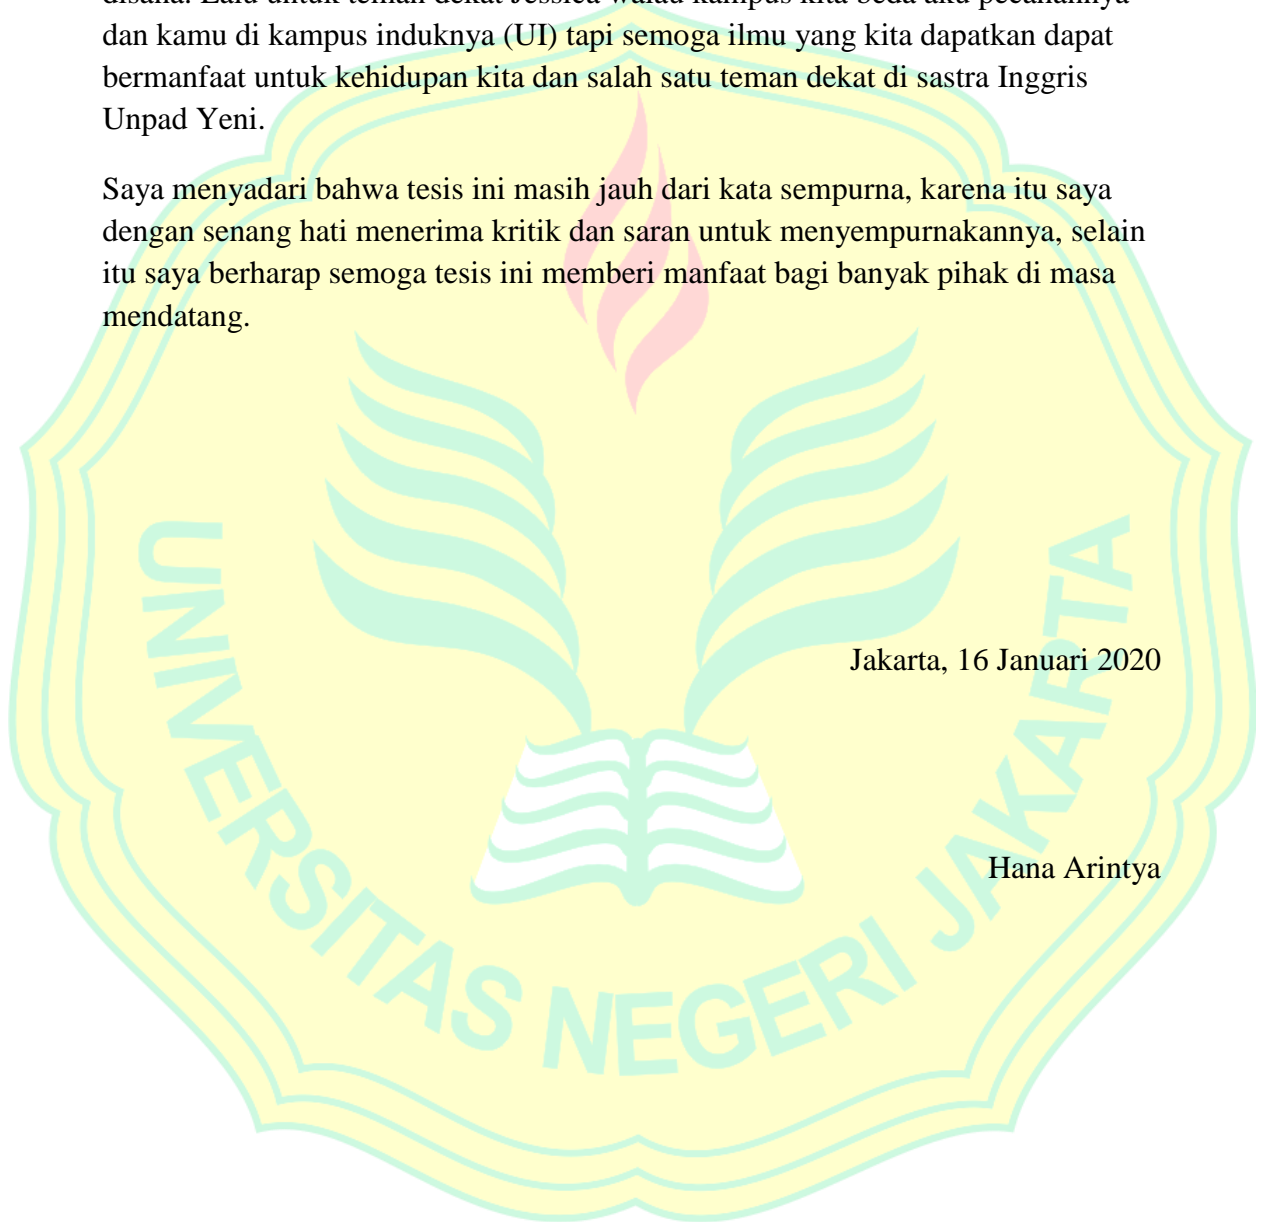 disana. Lalu untuk teman dekat Jessica walau kampus kita beda aku pecahannya
dan kamu di kampus induknya (UI) tapi semoga ilmu yang kita dapatkan dapat
bermanfaat untuk kehidupan kita dan salah satu teman dekat di sastra Inggris
Unpad Yeni.
Saya menyadari bahwa tesis ini masih jauh dari kata sempurna, karena itu saya
dengan senang hati menerima kritik dan saran untuk menyempurnakannya, selain
itu saya berharap semoga tesis ini memberi manfaat bagi banyak pihak di masa
mendatang.
Jakarta, 16 Januari 2020
Hana Arintya
UNIVERSITAS NEGERI JAKARTA